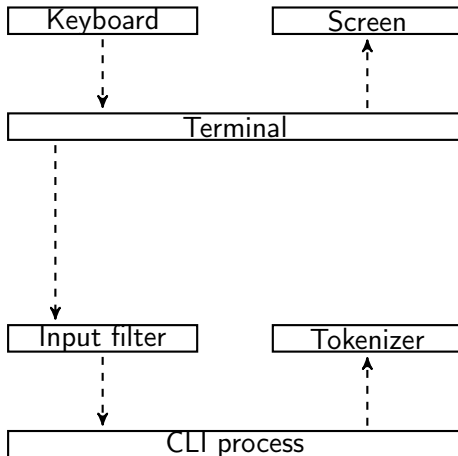 Keyboard
Screen
Terminal
Input filter
Tokenizer
CLI process